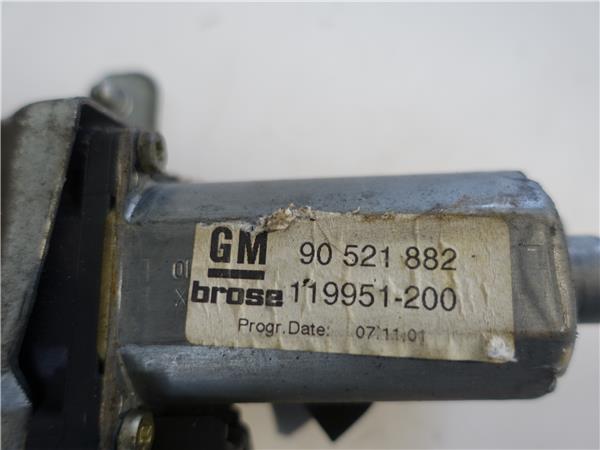 GM 90 521 882
brose 119951-200
Progr.Date: 07.11.01